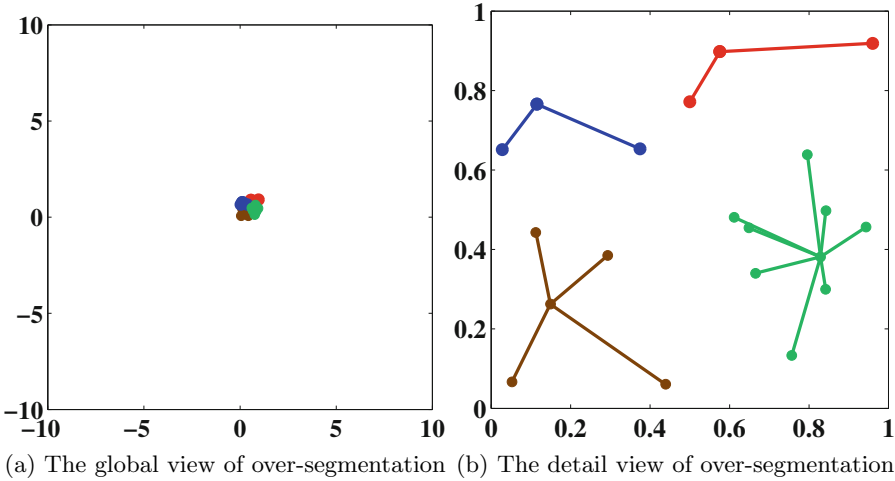 10
5
0
−5
−10
−10 −5 0 5 10
(a) The global view of over-segmentation
1
0.8
0.6
0.4
0.2
0
0 0.2 0.4 0.6 0.8 1
(b) The detail view of over-segmentation